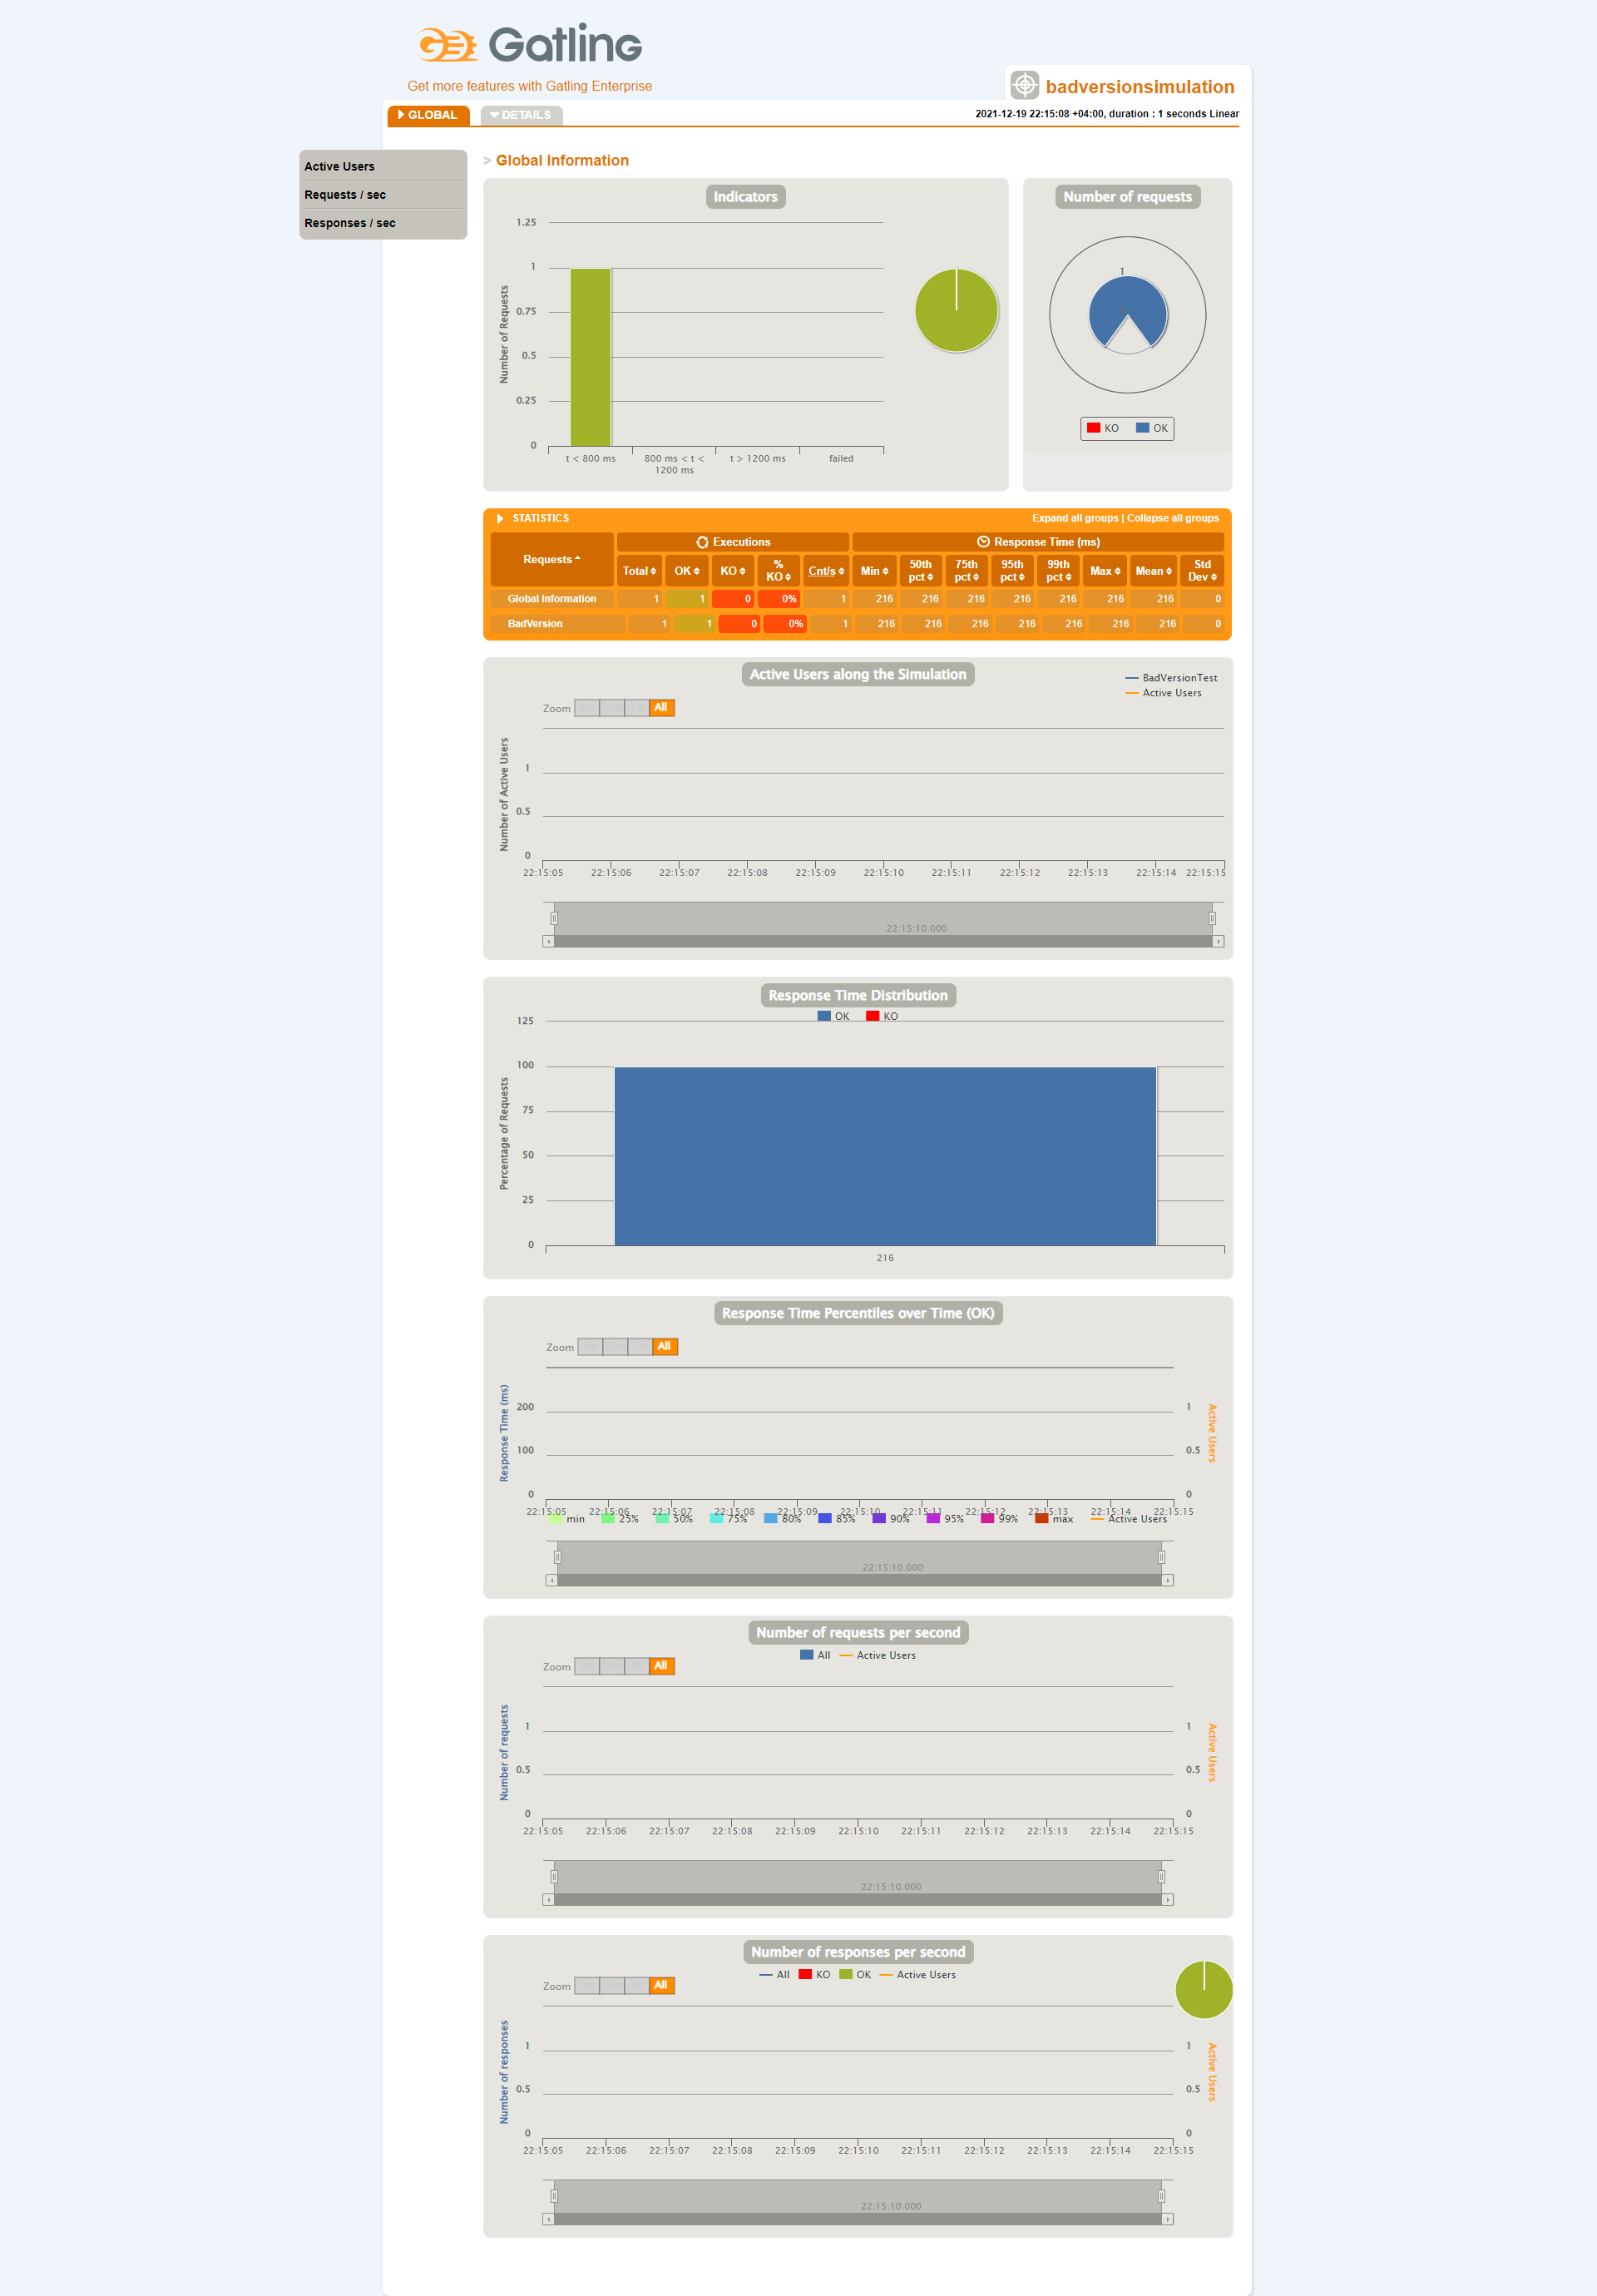 Gatling
Get more features with Gatling Enterprise
badversionsimulation
GLOBAL
DETAILS
2021-12-19 22:15:08 +04:00, duration : 1 seconds Linear
Active Users
Requests / sec
Responses / sec
> Global Information
Indicators
1.25
1
0.75
0.5
0.25
0
Number of Requests
t < 800 ms
800 ms < t < 1200 ms
t > 1200 ms
failed
Number of requests
1
KO OK
STATISTICS
Expand all groups | Collapse all groups
Requests Executions Response Time (ms)
Total OK KO % KO Cnt/s Min 50th pct 75th pct 95th pct 99th pct Max Mean Std Dev
Global Information 1 1 0 0% 1 216 216 216 216 216 216 216 0
BadVersion 1 1 0 0% 1 216 216 216 216 216 216 216 0
Active Users along the Simulation
BadVersionTest
Active Users
Zoom All
Number of Active Users
1
0.5
0
22:15:05 22:15:06 22:15:07 22:15:08 22:15:09 22:15:10 22:15:11 22:15:12 22:15:13 22:15:14 22:15:15
22:15:10.000
Response Time Distribution
OK KO
125
100
75
50
25
0
Percentage of Requests
216
Response Time Percentiles over Time (OK)
Zoom All
Response Time (ms)
200
100
0
1
0.5
0
Active Users
22:15:05 22:15:06 22:15:07 22:15:08 22:15:09 22:15:10 22:15:11 22:15:12 22:15:13 22:15:14 22:15:15
min 25% 50% 75% 80% 85% 90% 95% 99% max Active Users
22:15:10.000
Number of requests per second
All Active Users
Zoom All
Number of requests
1
0.5
0
1
0.5
0
Active Users
22:15:05 22:15:06 22:15:07 22:15:08 22:15:09 22:15:10 22:15:11 22:15:12 22:15:13 22:15:14 22:15:15
22:15:10.000
Number of responses per second
All KO OK Active Users
Zoom All
Number of responses
1
0.5
0
1
0.5
0
Active Users
22:15:05 22:15:06 22:15:07 22:15:08 22:15:09 22:15:10 22:15:11 22:15:12 22:15:13 22:15:14 22:15:15
22:15:10.000